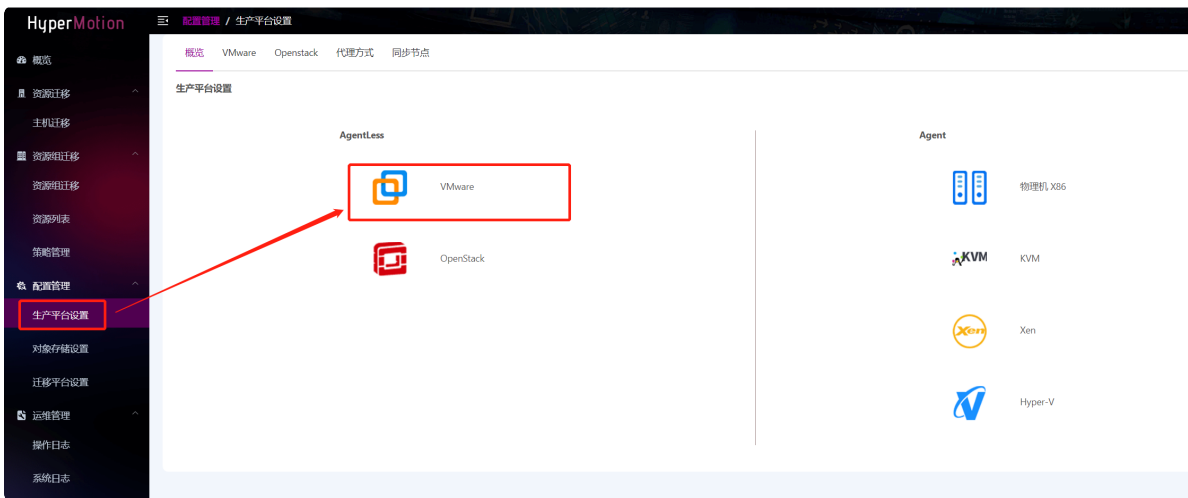 HyperMotion
配置管理 / 生产平台设置
概览
资源迁移
主机迁移
资源组迁移
资源组迁移
资源列表
策略管理
配置管理
生产平台设置
对象存储设置
迁移平台设置
运维管理
操作日志
系统日志
概览 VMware Openstack 代理方式 同步节点
生产平台设置
AgentLess
VMware
OpenStack
Agent
物理机 X86
KVM KVM
Xen Xen
Hyper-V